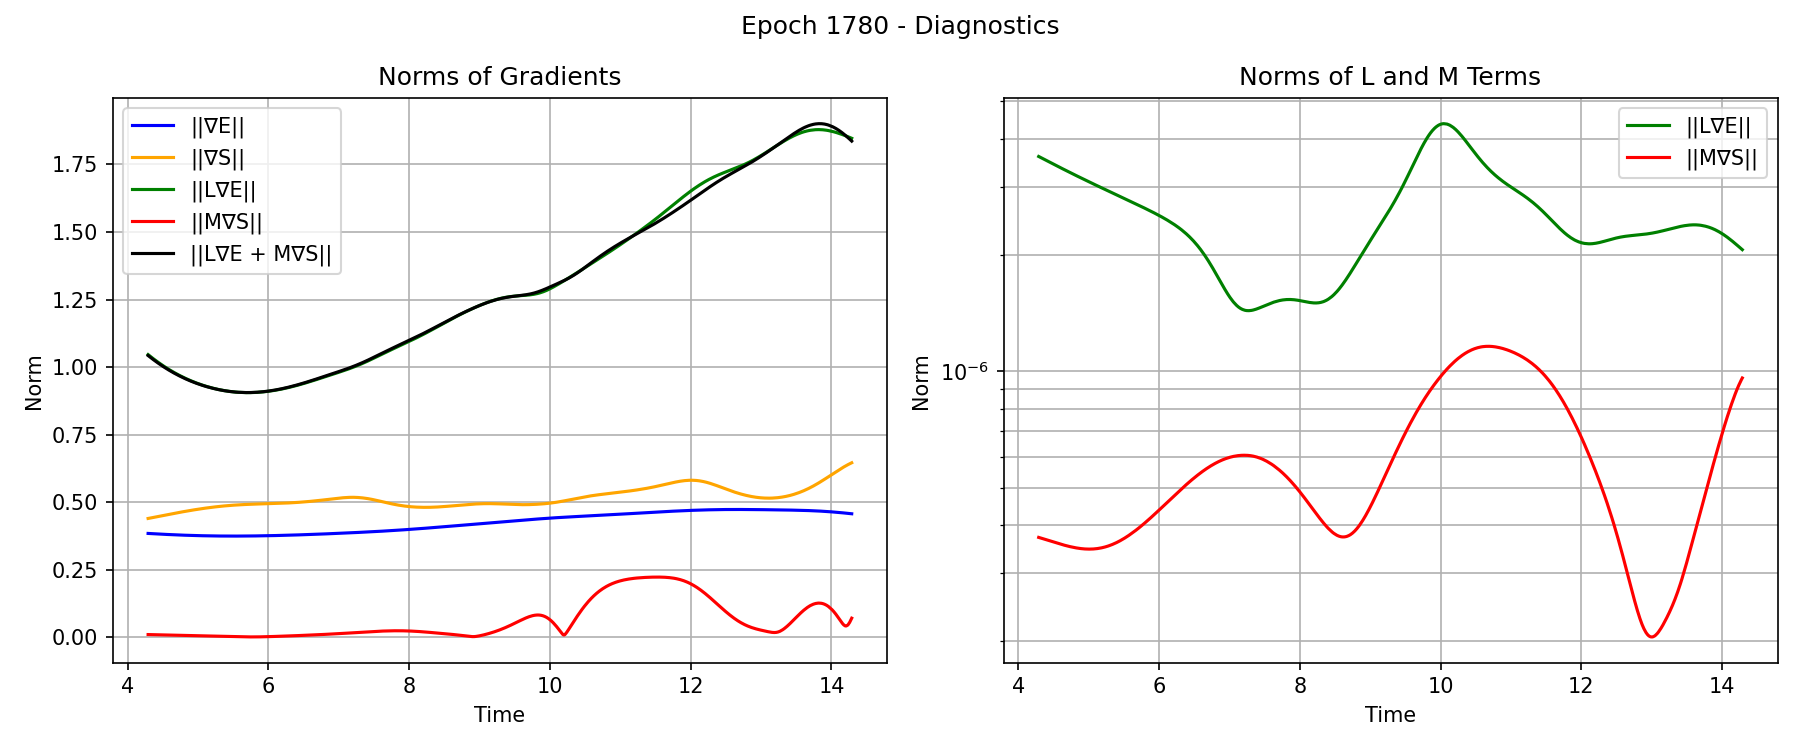 Epoch 1780 - Diagnostics
Norms of Gradients
||∇E||
||∇S||
||L∇E||
||M∇S||
||L∇E + M∇S||
1.75
1.50
1.25
1.00
0.75
0.50
0.25
0.00
Norm
4 6 8 10 12 14
Time
Norms of L and M Terms
||L∇E||
||M∇S||
10⁻⁶
Norm
4 6 8 10 12 14
Time